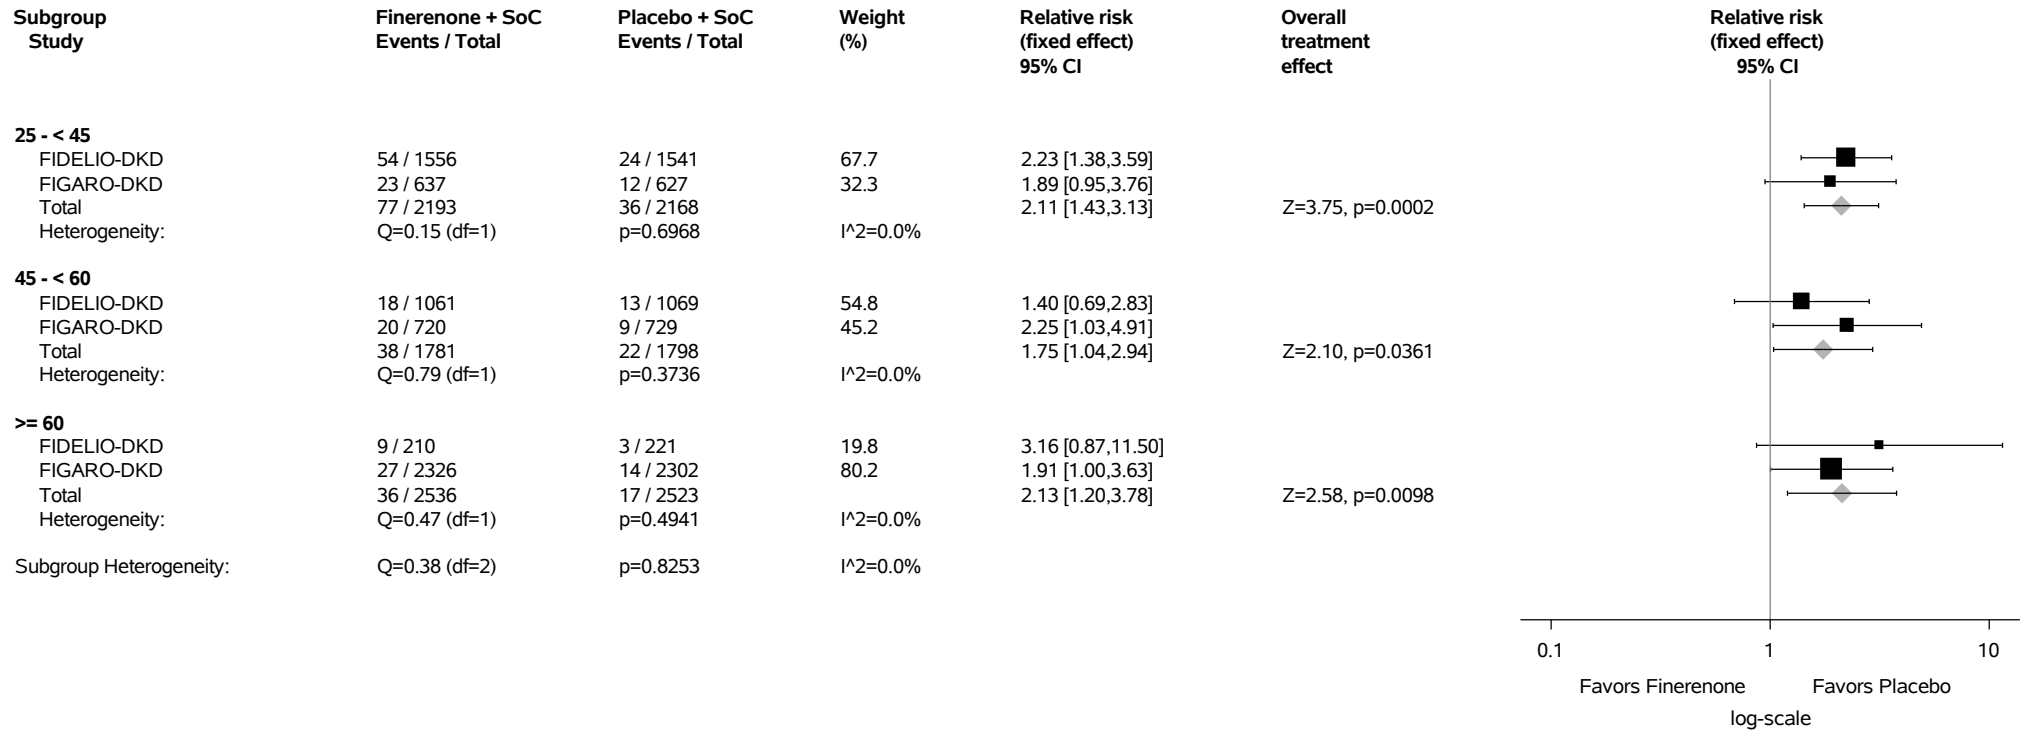 Subgroup Finerenone + SoC Placebo + SoC Weight Relative risk Overall Relative risk
Study Events / Total Events / Total (%) (fixed effect) treatment (fixed effect)
95% CI effect 95% CI
25 - < 45
FIDELIO-DKD 54 / 1556 24 / 1541 67.7 2.23 [1.38,3.59]
FIGARO-DKD 23 / 637 12 / 627 32.3 1.89 [0.95,3.76]
Total 77 / 2193 36 / 2168 2.11 [1.43,3.13] Z=3.75, p=0.0002
Heterogeneity: Q=0.15 (df=1) p=0.6968 I^2=0.0%
45 - < 60
FIDELIO-DKD 18 / 1061 13 / 1069 54.8 1.40 [0.69,2.83]
FIGARO-DKD 20 / 720 9 / 729 45.2 2.25 [1.03,4.91]
Total 38 / 1781 22 / 1798 1.75 [1.04,2.94] Z=2.10, p=0.0361
Heterogeneity: Q=0.79 (df=1) p=0.3736 I^2=0.0%
>= 60
FIDELIO-DKD 9 / 210 3 / 221 19.8 3.16 [0.87,11.50]
FIGARO-DKD 27 / 2326 14 / 2302 80.2 1.91 [1.00,3.63]
Total 36 / 2536 17 / 2523 2.13 [1.20,3.78] Z=2.58, p=0.0098
Heterogeneity: Q=0.47 (df=1) p=0.4941 I^2=0.0%
Subgroup Heterogeneity: Q=0.38 (df=2) p=0.8253 I^2=0.0%
0.1 1 10
Favors Finerenone Favors Placebo
log-scale